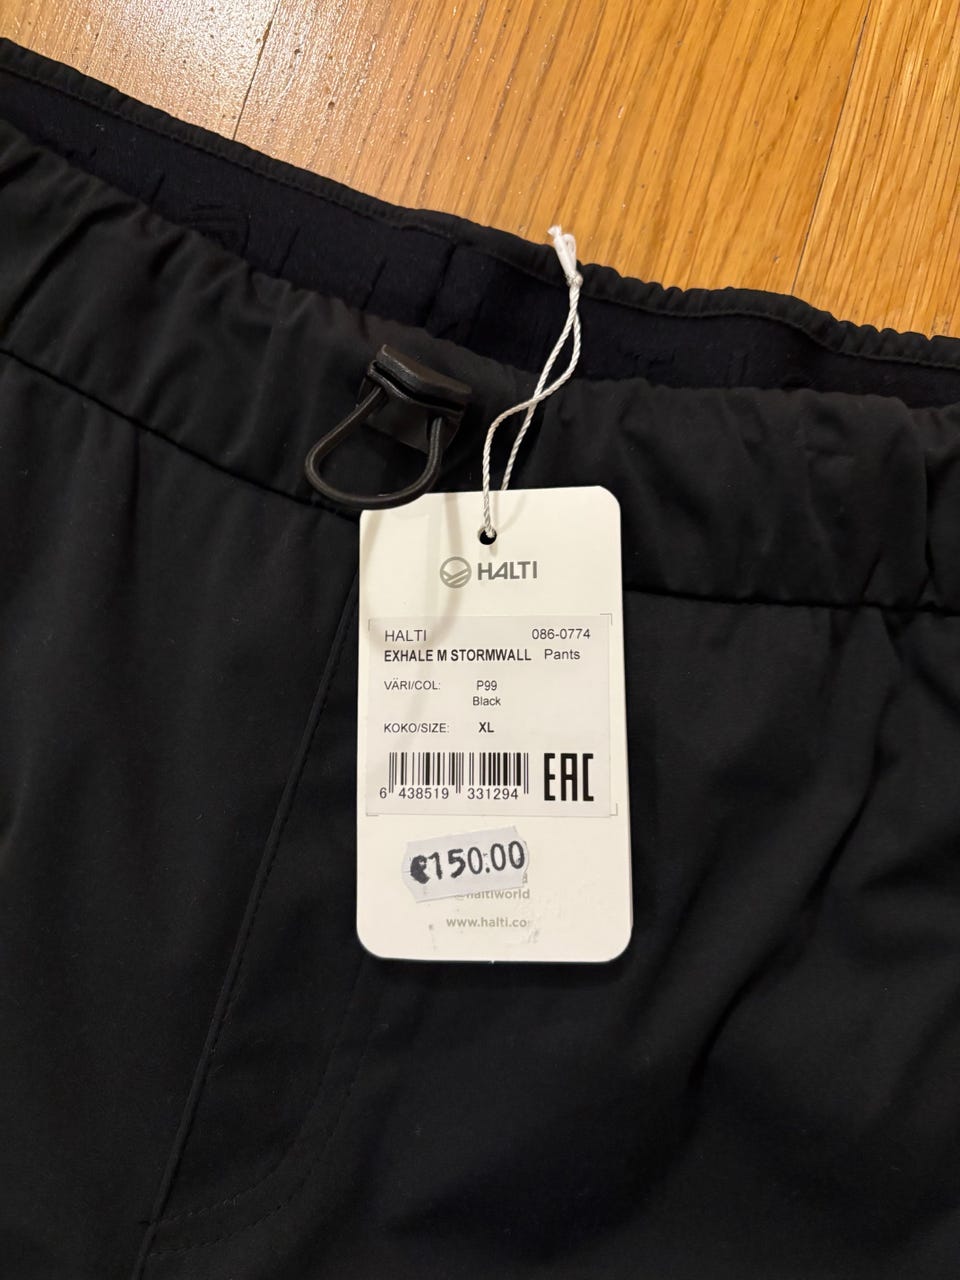 HALTI
HALTI 086-0774
EXHALE M STORMWALL Pants
VÄRI/COL: P99
Black
KOKO/SIZE: XL
6 438519 331294 EAC
€150.00
@haltiworld
www.halti.co